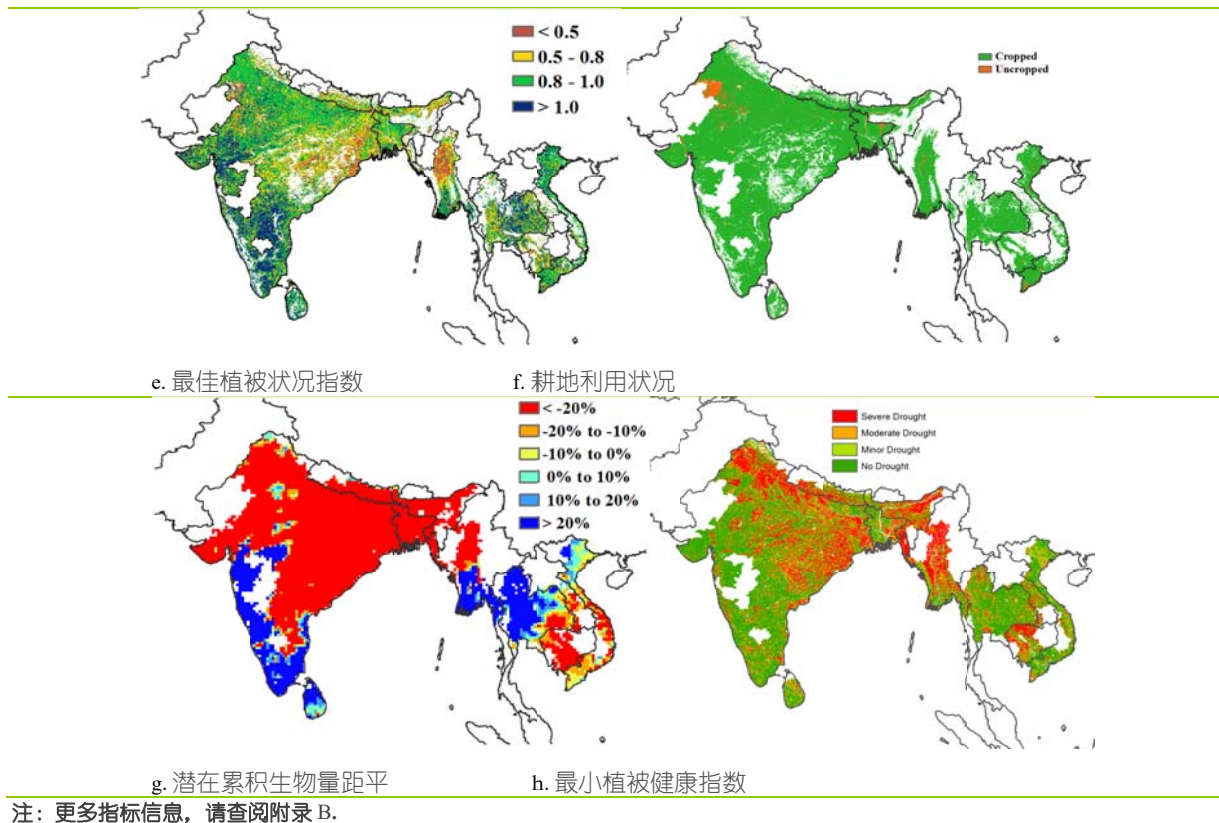 < 0.5
0.5 - 0.8
0.8 - 1.0
> 1.0
Cropped
Uncropped
e. 最佳植被状况指数
f. 耕地利用状况
< -20%
-20% to -10%
-10% to 0%
0% to 10%
10% to 20%
> 20%
Severe Drought
Moderate Drought
Minor Drought
No Drought
g. 潜在累积生物量距平
h. 最小植被健康指数
注：更多指标信息，请查阅附录 B.